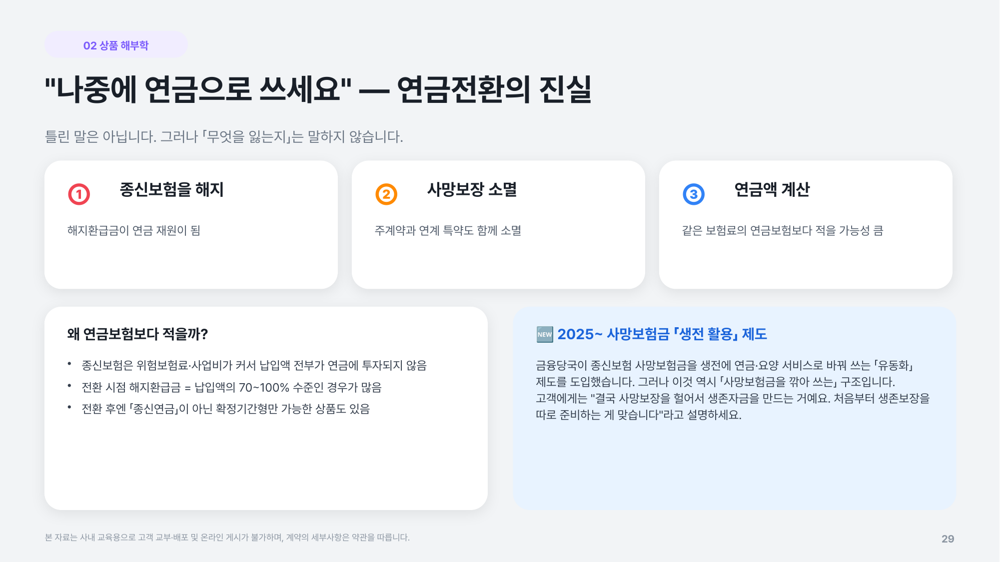 02 상품 해부학
"나중에 연금으로 쓰세요" — 연금전환의 진실
틀린 말은 아닙니다. 그러나 「무엇을 잃는지」는 말하지 않습니다.
① 종신보험을 해지
해지환급금이 연금 재원이 됨
② 사망보장 소멸
주계약과 연계 특약도 함께 소멸
③ 연금액 계산
같은 보험료의 연금보험보다 적을 가능성 큼
왜 연금보험보다 적을까?
• 종신보험은 위험보험료·사업비가 커서 납입액 전부가 연금에 투자되지 않음
• 전환 시점 해지환급금 = 납입액의 70~100% 수준인 경우가 많음
• 전환 후엔 「종신연금」이 아닌 확정기간형만 가능한 상품도 있음
🆕 2025~ 사망보험금 「생전 활용」 제도
금융당국이 종신보험 사망보험금을 생전에 연금·요양 서비스로 바꿔 쓰는 「유동화」
제도를 도입했습니다. 그러나 이것 역시 「사망보험금을 깎아 쓰는」 구조입니다.
고객에게는 "결국 사망보장을 헐어서 생존자금을 만드는 거예요. 처음부터 생존보장을
따로 준비하는 게 맞습니다"라고 설명하세요.
본 자료는 사내 교육용으로 고객 교부·배포 및 온라인 게시가 불가하며, 계약의 세부사항은 약관을 따릅니다.
29